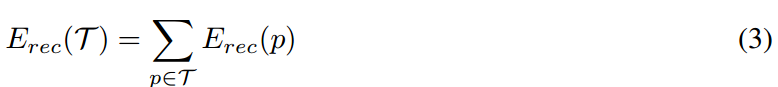 $E_{rec}(\mathcal{T}) = \sum_{p \in \mathcal{T}} E_{rec}(p)$ (3)